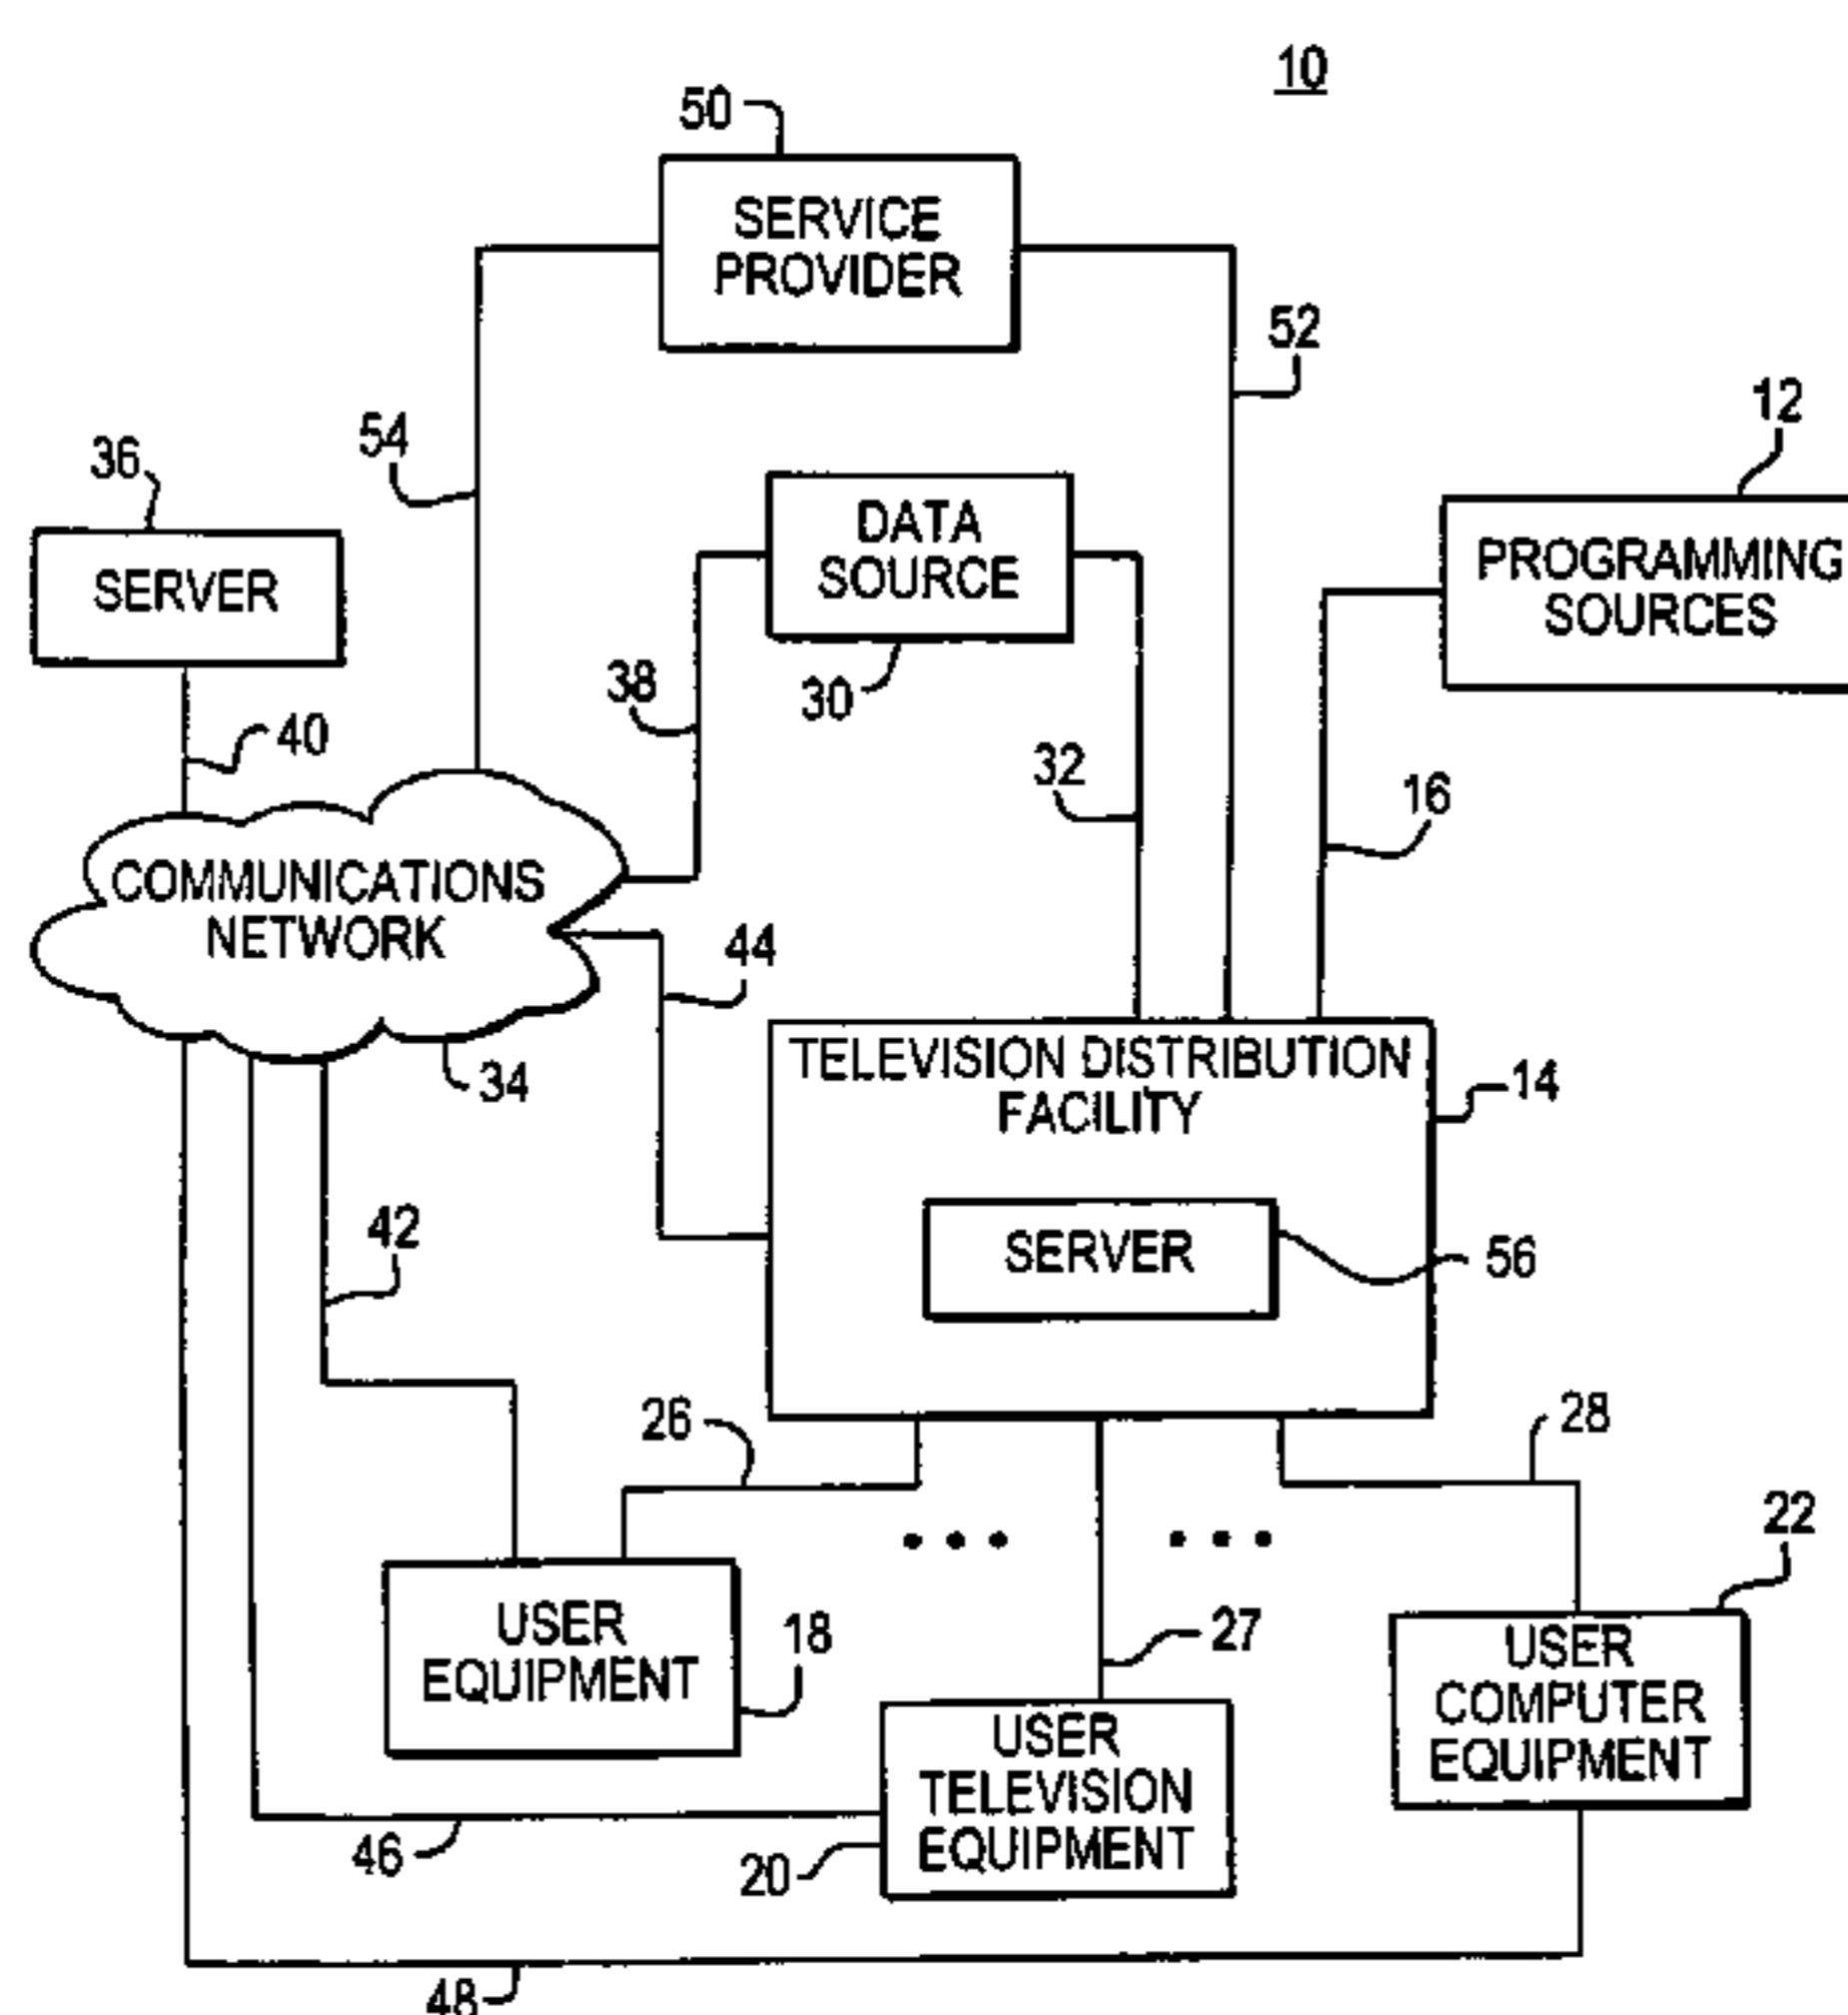 10
50
SERVICE
PROVIDER
52
12
54
36
DATA
SOURCE
PROGRAMMING
SOURCES
SERVER
38
30
40
32
16
COMMUNICATIONS
NETWORK
44
34
TELEVISION DISTRIBUTION
FACILITY
14
42
SERVER
56
26
28
22
USER
EQUIPMENT
18
27
USER
COMPUTER
EQUIPMENT
USER
TELEVISION
EQUIPMENT
46
20
48